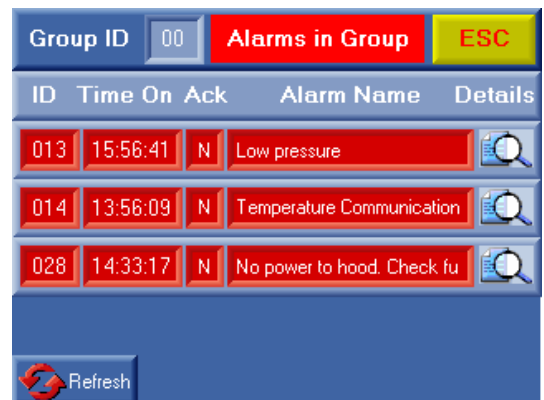 Group ID 00 Alarms in Group ESC
ID Time On Ack Alarm Name Details
013 15:56:41 N Low pressure
014 13:56:09 N Temperature Communication
028 14:33:17 N No power to hood. Check fu
Refresh